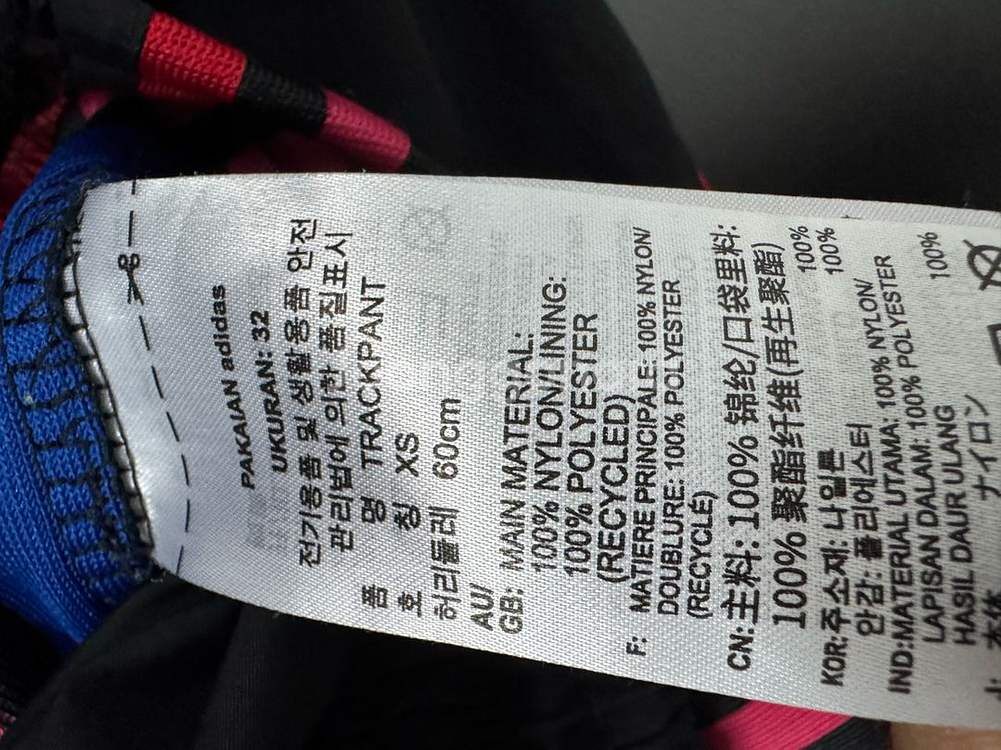 PAKAIAN adidas
UKURAN: 32
전기용품 및 생활용품 안전
관리법에 의한 품질표시
품 명 TRACKPANT
호 칭 XS
허리둘레 60cm
AU/
GB: MAIN MATERIAL:
100% NYLON/LINING:
100% POLYESTER
(RECYCLED)
F: MATIERE PRINCIPALE: 100% NYLON/
DOUBLURE: 100% POLYESTER
(RECYCLÉ)
CN:主料: 100% 锦纶/口袋里料:
100% 聚酯纤维(再生聚酯)
KOR:주소재: 나일론 100%
안감: 폴리에스터 100%
IND:MATERIAL UTAMA: 100% NYLON/
LAPISAN DALAM: 100% POLYESTER
HASIL DAUR ULANG
本体 ナイロン 100%